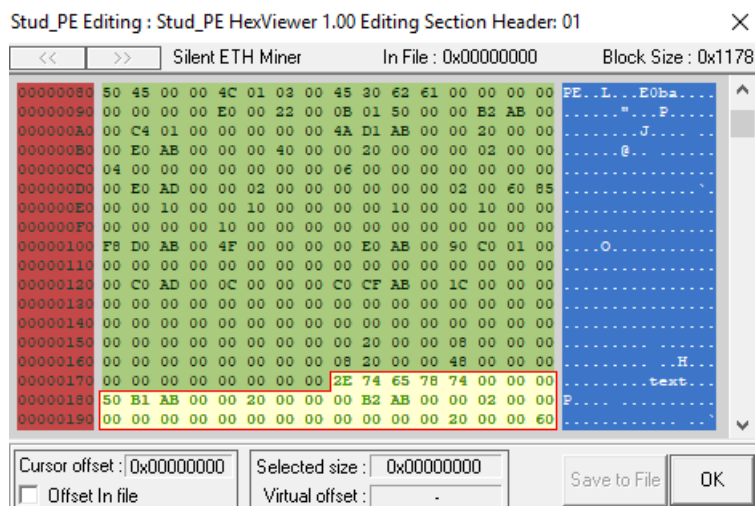 Stud_PE Editing : Stud_PE HexViewer 1.00 Editing Section Header: 01
<< >> Silent ETH Miner In File : 0x00000000 Block Size : 0x1178
00000080 50 45 00 00 4C 01 03 00 45 30 62 61 00 00 00 00 PE..L...E0ba....
00000090 00 00 00 00 E0 00 22 00 0B 01 50 00 00 B2 AB 00 ......"...P.....
000000A0 00 C4 01 00 00 00 00 00 4A D1 AB 00 00 20 00 00 ........J.... ..
000000B0 00 E0 AB 00 00 00 40 00 00 20 00 00 00 02 00 00 ......@.. ......
000000C0 04 00 00 00 00 00 00 00 06 00 00 00 00 00 00 00 ................
000000D0 00 E0 AD 00 00 02 00 00 00 00 00 00 02 00 60 85 ..............`.
000000E0 00 00 10 00 00 10 00 00 00 00 10 00 00 10 00 00 ................
000000F0 00 00 00 00 10 00 00 00 00 00 00 00 00 00 00 00 ................
00000100 F8 D0 AB 00 4F 00 00 00 00 E0 AB 00 90 C0 01 00 ....O...........
00000110 00 00 00 00 00 00 00 00 00 00 00 00 00 00 00 00 ................
00000120 00 C0 AD 00 0C 00 00 00 C0 CF AB 00 1C 00 00 00 ................
00000130 00 00 00 00 00 00 00 00 00 00 00 00 00 00 00 00 ................
00000140 00 00 00 00 00 00 00 00 00 00 00 00 00 00 00 00 ................
00000150 00 00 00 00 00 00 00 00 00 20 00 00 08 00 00 00 ......... ......
00000160 00 00 00 00 00 00 00 00 08 20 00 00 48 00 00 00 ......... ..H...
00000170 00 00 00 00 00 00 00 00 2E 74 65 78 74 00 00 00 .........text...
00000180 50 B1 AB 00 00 20 00 00 00 B2 AB 00 00 02 00 00 P.... ..........
00000190 00 00 00 00 00 00 00 00 00 00 00 00 20 00 00 60 ............ ..`
Cursor offset : 0x00000000 Selected size : 0x00000000 Save to File OK
Offset In file Virtual offset : -